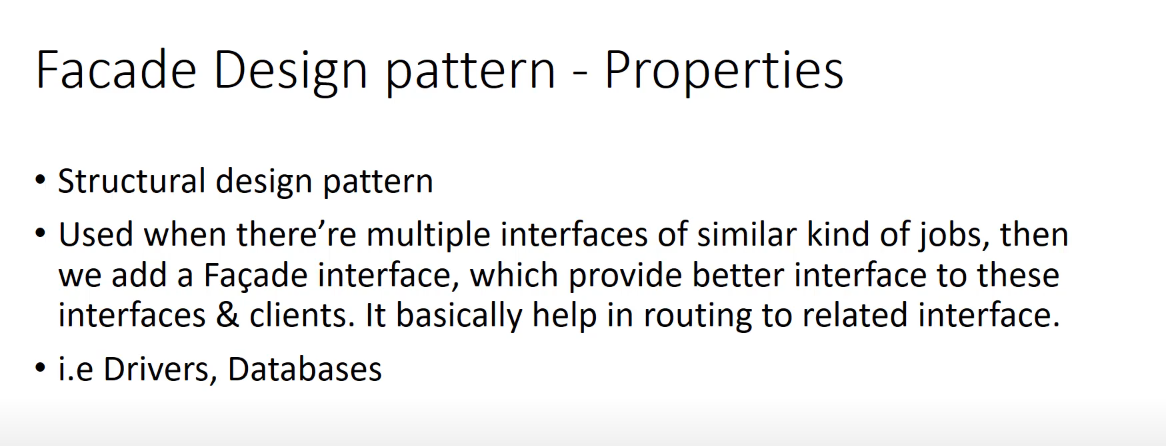 Facade Design pattern - Properties
• Structural design pattern
• Used when there’re multiple interfaces of similar kind of jobs, then
we add a Façade interface, which provide better interface to these
interfaces & clients. It basically help in routing to related interface.
• i.e Drivers, Databases